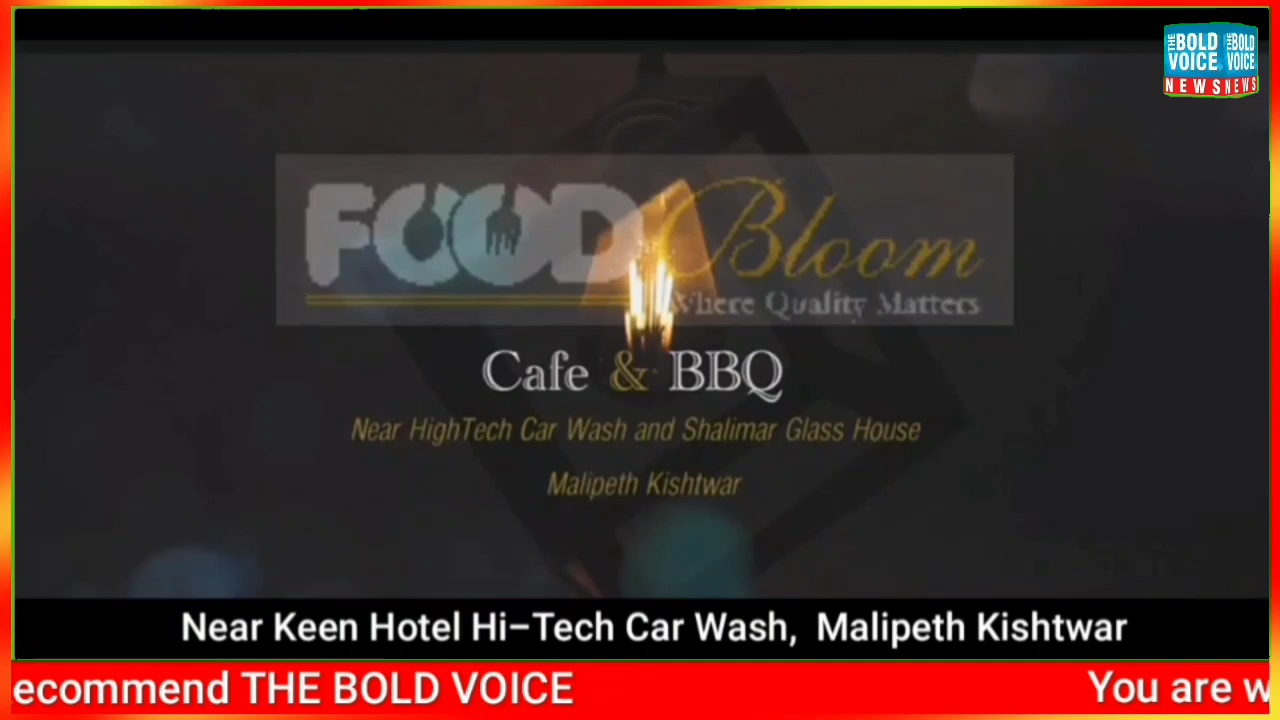 THE BOLD VOICE THE BOLD VOICE
NEWS NEWS
FOOD Bloom
Where Quality Matters
Cafe & BBQ
Near HighTech Car Wash and Shalimar Glass House
Malipeth Kishtwar
Near Keen Hotel Hi-Tech Car Wash, Malipeth Kishtwar
ecommend THE BOLD VOICE You are w